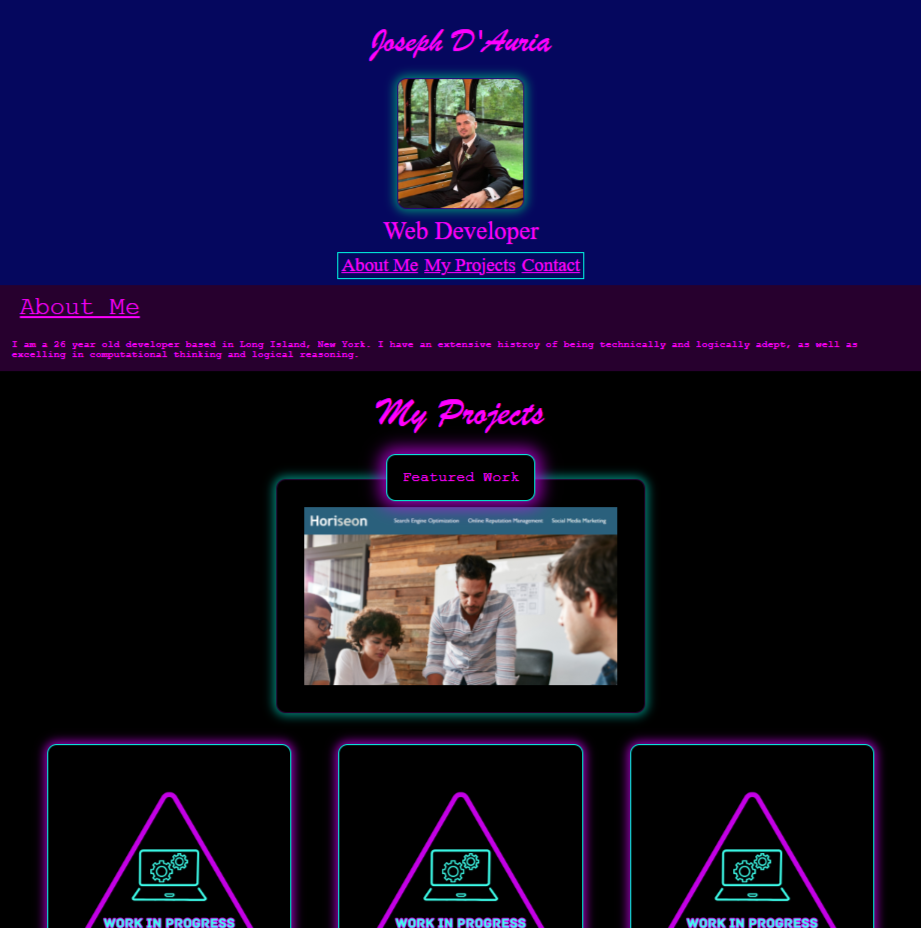 Joseph D'Auria
Web Developer
About Me My Projects Contact
About Me
I am a 26 year old developer based in Long Island, New York. I have an extensive histroy of being technically and logically adept, as well as
excelling in computational thinking and logical reasoning.
My Projects
Featured Work
Horiseon Search Engine Optimization Online Reputation Management Social Media Marketing
WORK IN PROGRESS WORK IN PROGRESS WORK IN PROGRESS